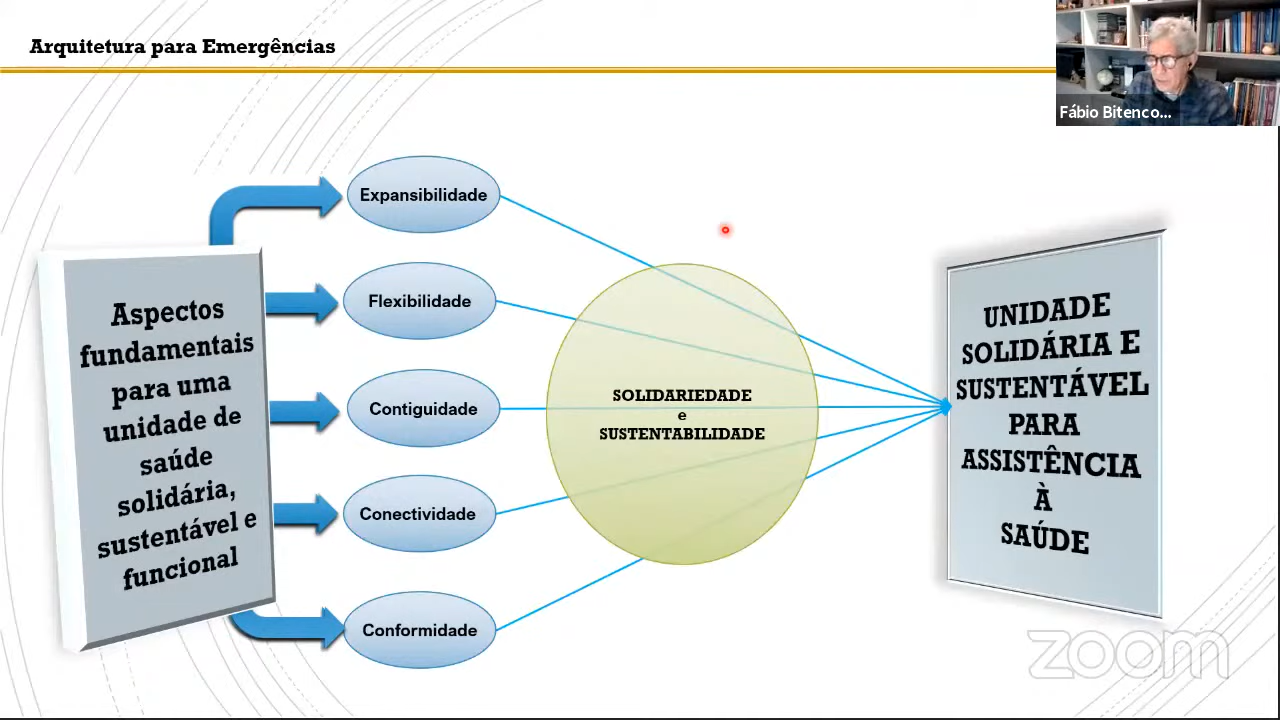 Arquitetura para Emergências
Fábio Bitenco...
Aspectos
fundamentais
para uma
unidade de
saúde
solidária,
sustentável e
funcional
Expansibilidade
Flexibilidade
Contiguidade
Conectividade
Conformidade
SOLIDARIEDADE
e
SUSTENTABILIDADE
UNIDADE
SOLIDÁRIA E
SUSTENTÁVEL
PARA
ASSISTÊNCIA
À
SAÚDE
zoom